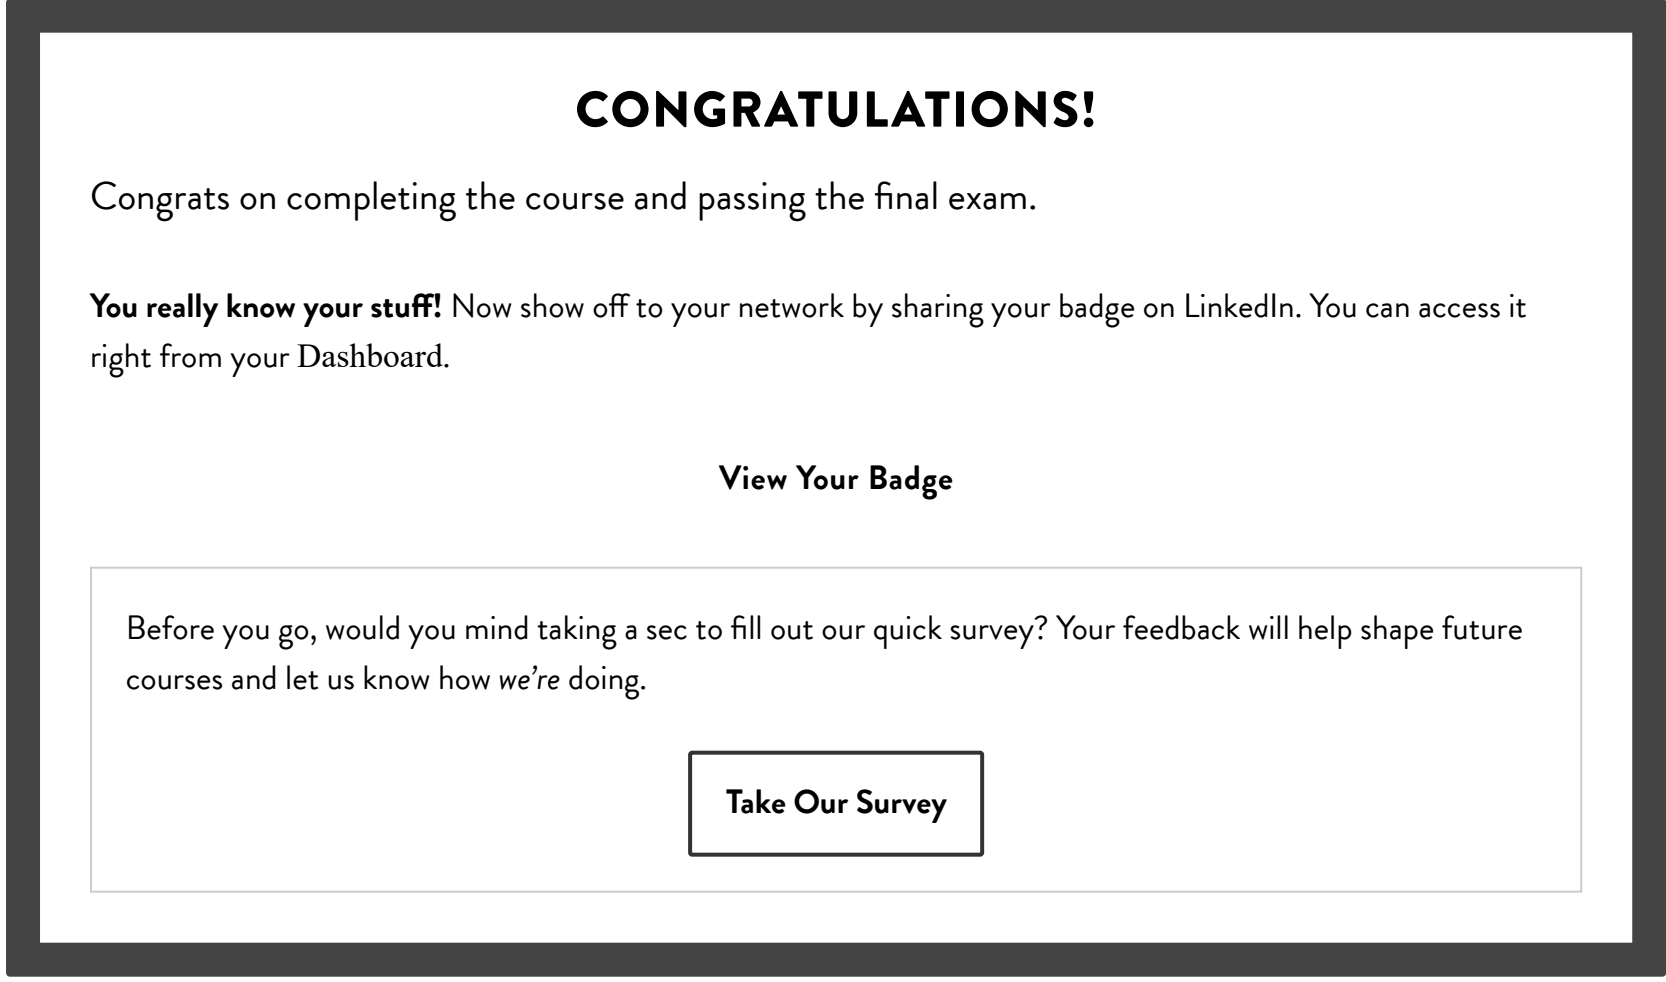 CONGRATULATIONS!
Congrats on completing the course and passing the final exam.
You really know your stuff! Now show off to your network by sharing your badge on LinkedIn. You can access it
right from your Dashboard.
View Your Badge
Before you go, would you mind taking a sec to fill out our quick survey? Your feedback will help shape future
courses and let us know how we’re doing.
Take Our Survey